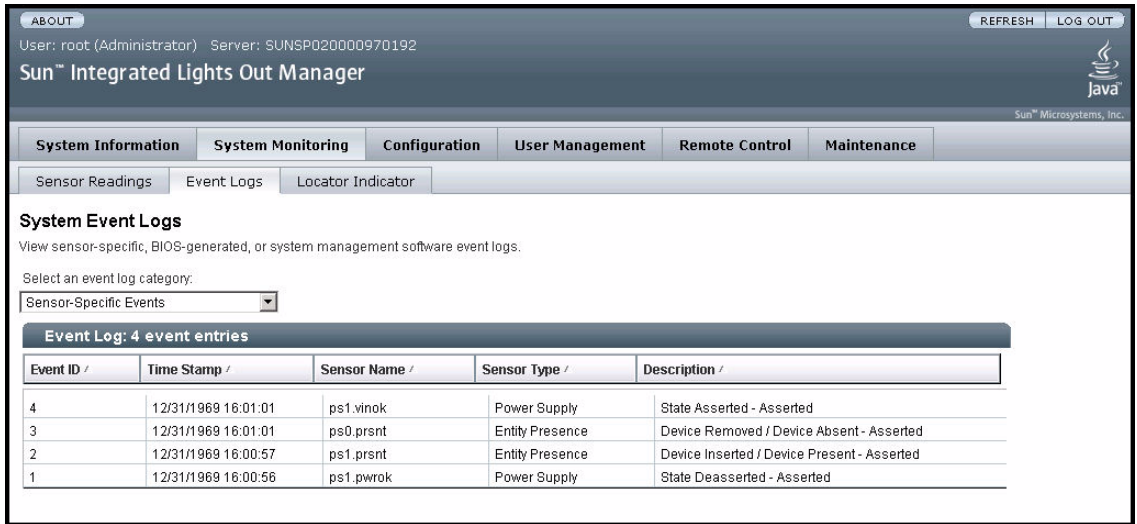 ABOUT REFRESH LOG OUT
User: root (Administrator) Server: SUNSP020000970192
Sun™ Integrated Lights Out Manager
Java™
Sun™ Microsystems, Inc.
System Information System Monitoring Configuration User Management Remote Control Maintenance
Sensor Readings Event Logs Locator Indicator
System Event Logs
View sensor-specific, BIOS-generated, or system management software event logs.
Select an event log category:
Sensor-Specific Events
Event Log: 4 event entries
Event ID / Time Stamp / Sensor Name / Sensor Type / Description /
4 12/31/1969 16:01:01 ps1.vinok Power Supply State Asserted - Asserted
3 12/31/1969 16:01:01 ps0.prsnt Entity Presence Device Removed / Device Absent - Asserted
2 12/31/1969 16:00:57 ps1.prsnt Entity Presence Device Inserted / Device Present - Asserted
1 12/31/1969 16:00:56 ps1.pwrok Power Supply State Deasserted - Asserted